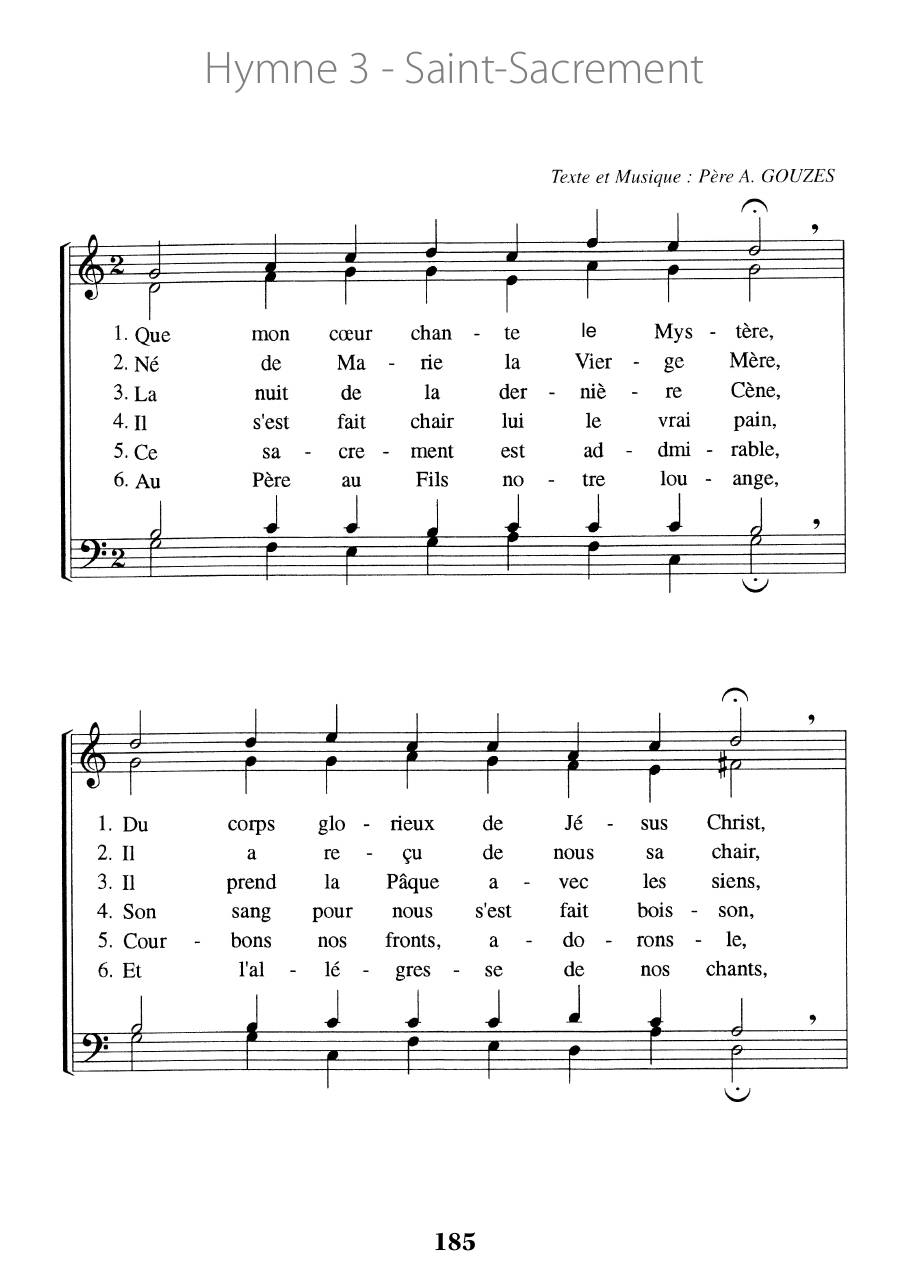 Hymne 3 - Saint-Sacrement
Texte et Musique : Père A. GOUZES
1. Que mon cœur chan - te le Mys - tère,
2. Né de Ma - rie la Vier - ge Mère,
3. La nuit de la der - niè - re Cène,
4. Il s'est fait chair lui le vrai pain,
5. Ce sa - cre - ment est ad - dmi - rable,
6. Au Père au Fils no - tre lou - ange,
1. Du corps glo - rieux de Jé - sus Christ,
2. Il a re - çu de nous sa chair,
3. Il prend la Pâque a - vec les siens,
4. Son sang pour nous s'est fait bois - son,
5. Cour - bons nos fronts, a - do - rons - le,
6. Et l'al - lé - gres - se de nos chants,
185